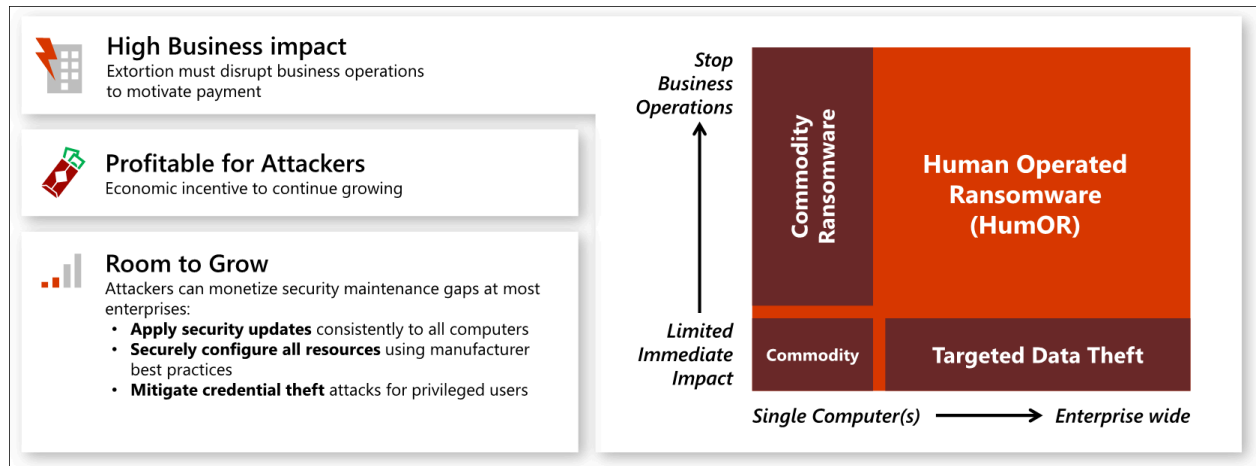 High Business impact
Extortion must disrupt business operations
to motivate payment
Profitable for Attackers
Economic incentive to continue growing
Room to Grow
Attackers can monetize security maintenance gaps at most
enterprises:
• Apply security updates consistently to all computers
• Securely configure all resources using manufacturer
best practices
• Mitigate credential theft attacks for privileged users
Stop
Business
Operations
Limited
Immediate
Impact
Commodity
Ransomware
Human Operated
Ransomware
(HumOR)
Commodity
Targeted Data Theft
Single Computer(s)
Enterprise wide